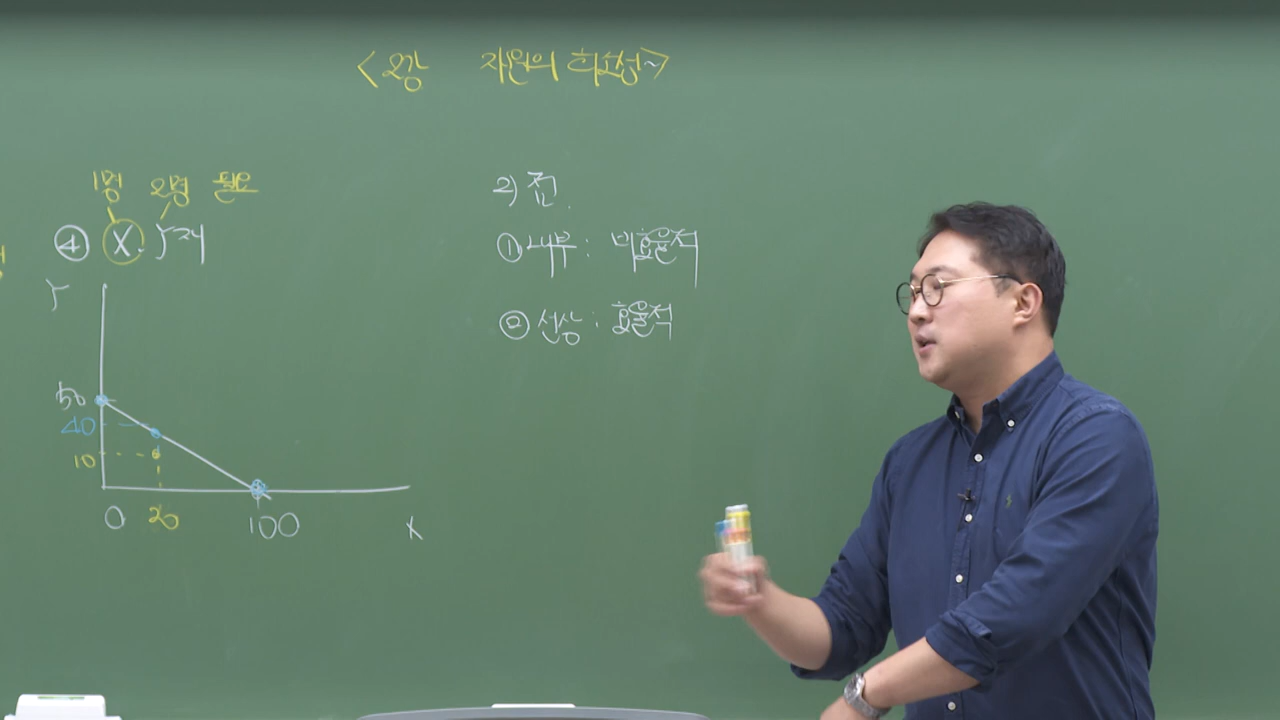 <2강 자원의 희소성~>
1명 2명 필요
④ X, Y재
Y
50
40
10
0 20 100 X
2) 점
① 내부 : 비효율적
② 선상 : 효율적